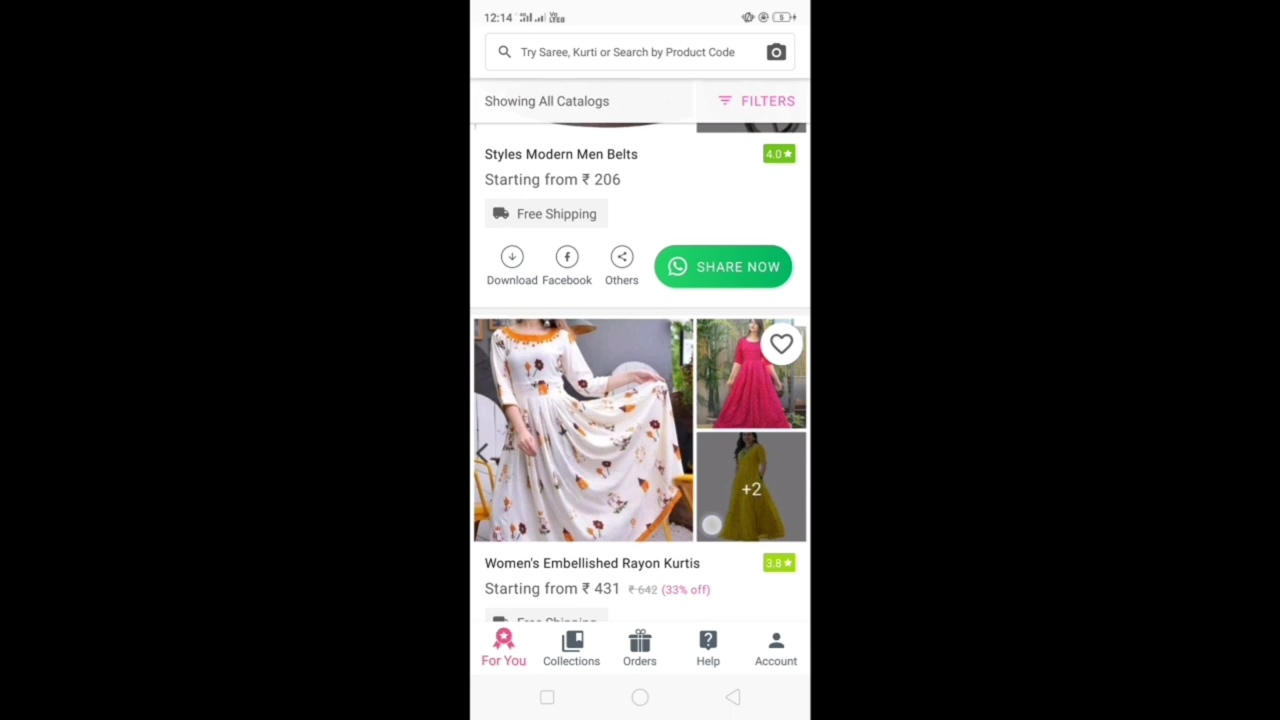 12:14
Try Saree, Kurti or Search by Product Code
Showing All Catalogs
FILTERS
Styles Modern Men Belts
4.0
Starting from ₹ 206
Free Shipping
Download
Facebook
Others
SHARE NOW
+2
Women's Embellished Rayon Kurtis
3.8
Starting from ₹ 431 ₹ 642 (33% off)
Free Shipping
For You
Collections
Orders
Help
Account